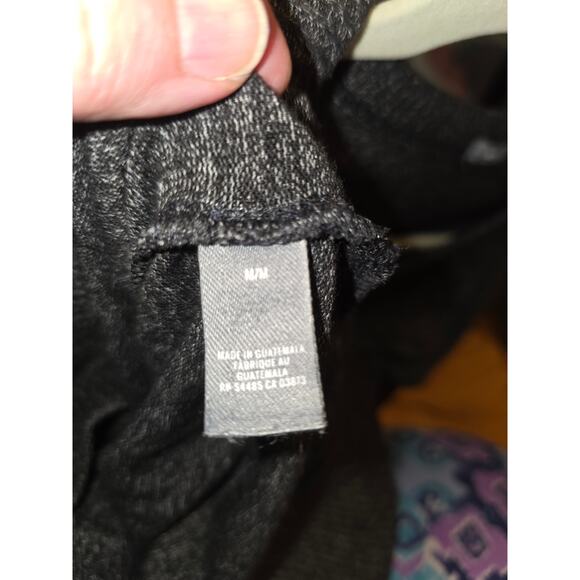 M/M
MADE IN GUATEMALA
FABRIQUE AU
GUATEMALA
RN 54485 CA 03873